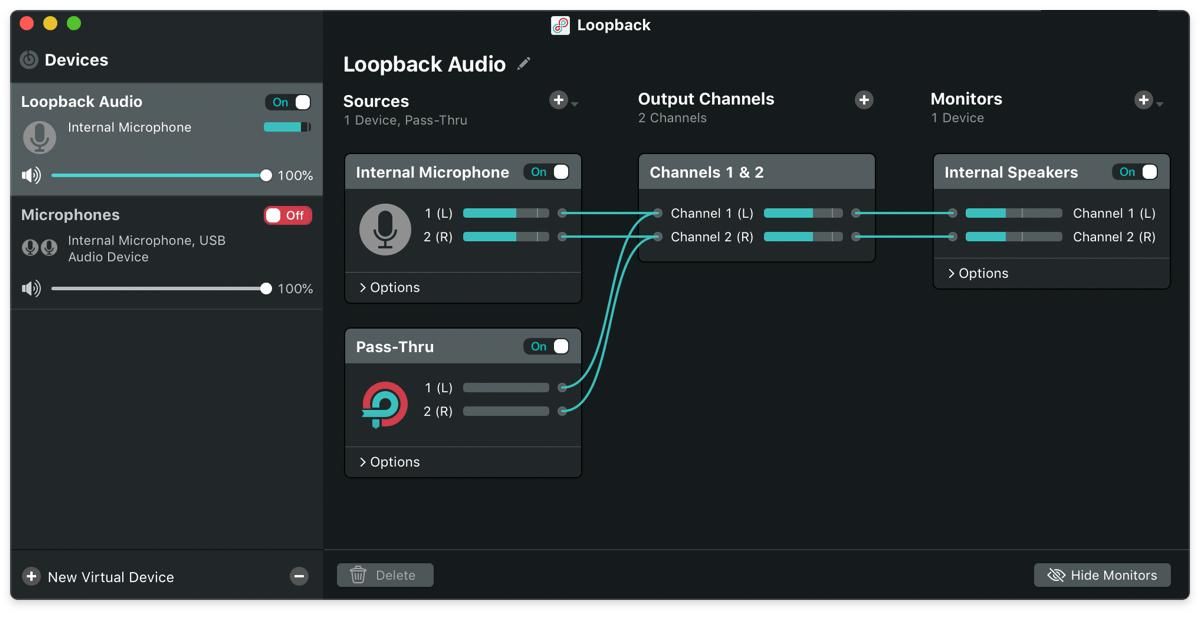 Loopback
Devices
Loopback Audio
On
Internal Microphone
100%
Microphones
Off
Internal Microphone, USB
Audio Device
100%
New Virtual Device
Loopback Audio
Sources
1 Device, Pass-Thru
Internal Microphone
On
1 (L)
2 (R)
Options
Pass-Thru
On
1 (L)
2 (R)
Options
Output Channels
2 Channels
Channels 1 & 2
Channel 1 (L)
Channel 2 (R)
Monitors
1 Device
Internal Speakers
On
Channel 1 (L)
Channel 2 (R)
Options
Delete
Hide Monitors